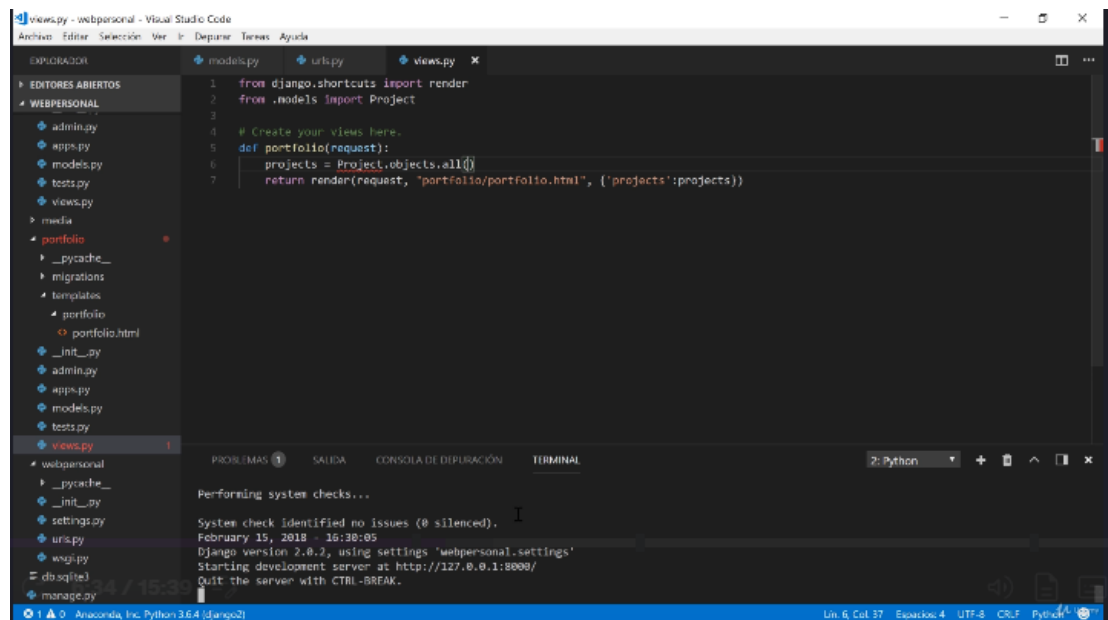 views.py - webpersonal - Visual Studio Code
Archivo Editar Selección Ver Ir Depurar Tareas Ayuda
EXPLORADOR
EDITORES ABIERTOS
WEBPERSONAL
admin.py
apps.py
models.py
tests.py
views.py
media
portfolio
__pycache__
migrations
templates
portfolio
portfolio.html
__init__.py
admin.py
apps.py
models.py
tests.py
views.py 1
webpersonal
__pycache__
__init__.py
settings.py
urls.py
wsgi.py
db.sqlite3
manage.py
models.py urls.py views.py
1 from django.shortcuts import render
2 from .models import Project
3
4 # Create your views here.
5 def portfolio(request):
6 projects = Project.objects.all()
7 return render(request, "portfolio/portfolio.html", {'projects':projects})
PROBLEMAS 1 SALIDA CONSOLA DE DEPURACIÓN TERMINAL 2: Python
Performing system checks...
System check identified no issues (0 silenced).
February 15, 2018 - 16:30:05
Django version 2.0.2, using settings 'webpersonal.settings'
Starting development server at http://127.0.0.1:8000/
Quit the server with CTRL-BREAK.
6:34 / 15:39
1 0 Anaconda, Inc. Python 3.6.4 (django2) Lín. 6, Col. 37 Espacios: 4 UTF-8 CRLF Python